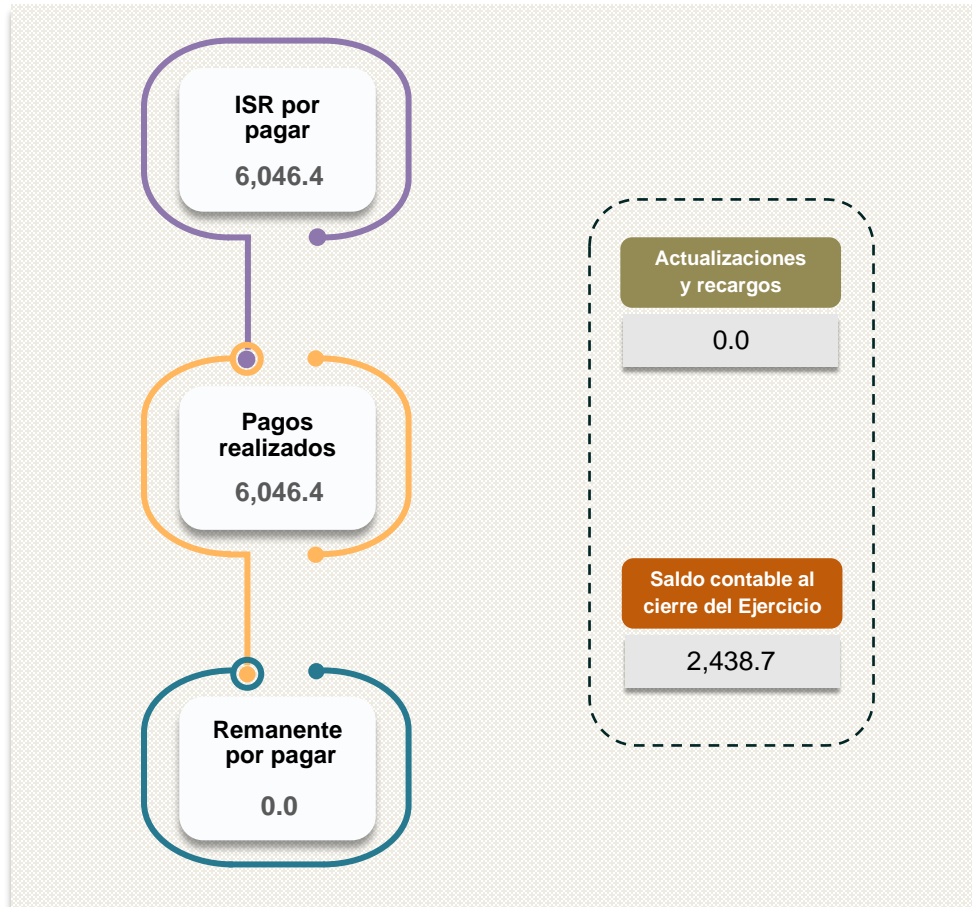 ISR por
pagar
6,046.4
Pagos
realizados
6,046.4
Remanente
por pagar
0.0
Actualizaciones
y recargos
0.0
Saldo contable al
cierre del Ejercicio
2,438.7